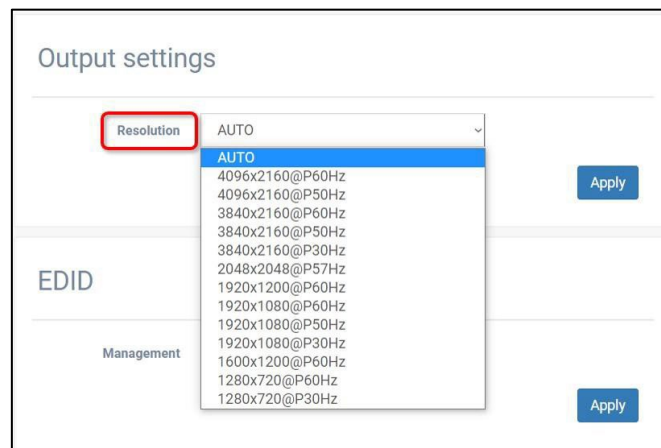 Output settings
Resolution
AUTO
AUTO
4096x2160@P60Hz
4096x2160@P50Hz
3840x2160@P60Hz
3840x2160@P50Hz
3840x2160@P30Hz
2048x2048@P57Hz
1920x1200@P60Hz
1920x1080@P60Hz
1920x1080@P50Hz
1920x1080@P30Hz
1600x1200@P60Hz
1280x720@P60Hz
1280x720@P30Hz
Apply
EDID
Management
Apply